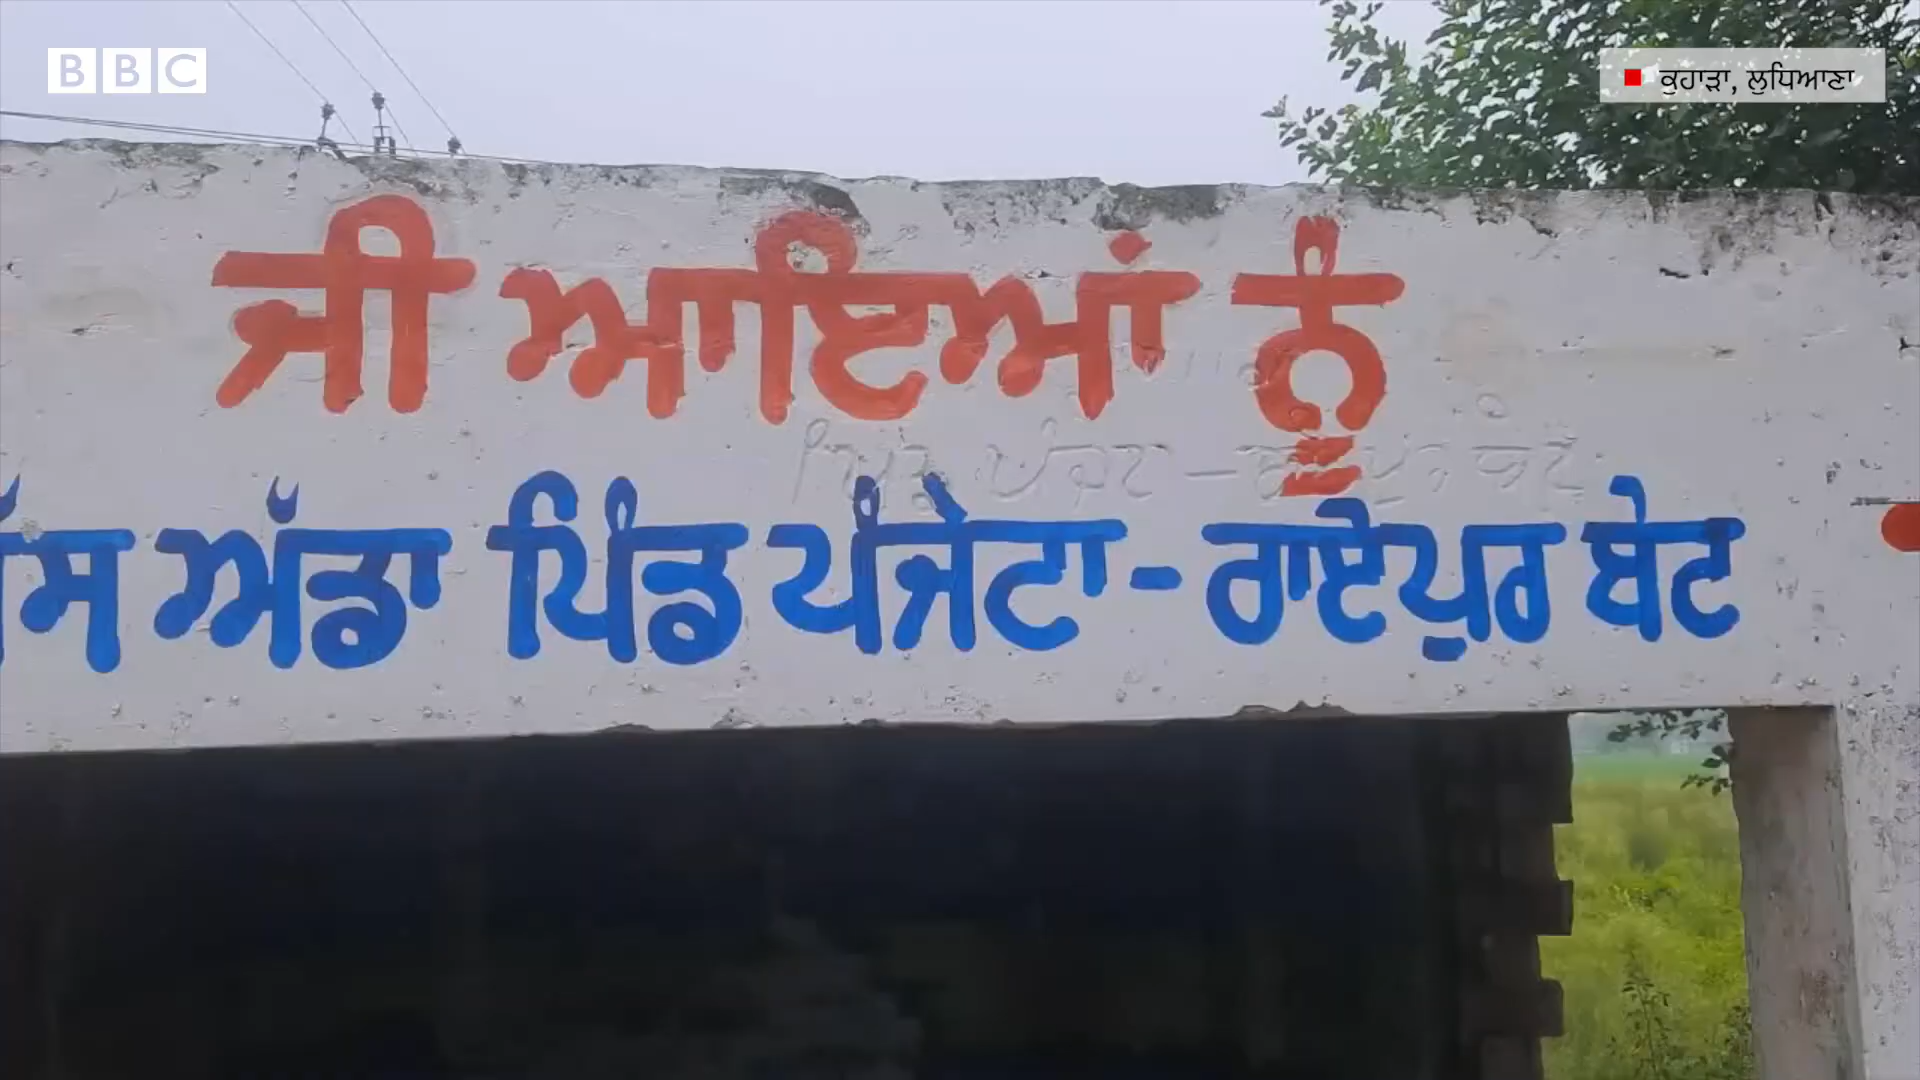 BBC
ਕੁਹਾੜਾ, ਲੁਧਿਆਣਾ
ਜੀ ਆਇਆਂ ਨੂੰ
ਅੱਡਾ ਪਿੰਡ ਪੰਜੇਟਾ - ਰਾਏਪੁਰ ਬੇਟ